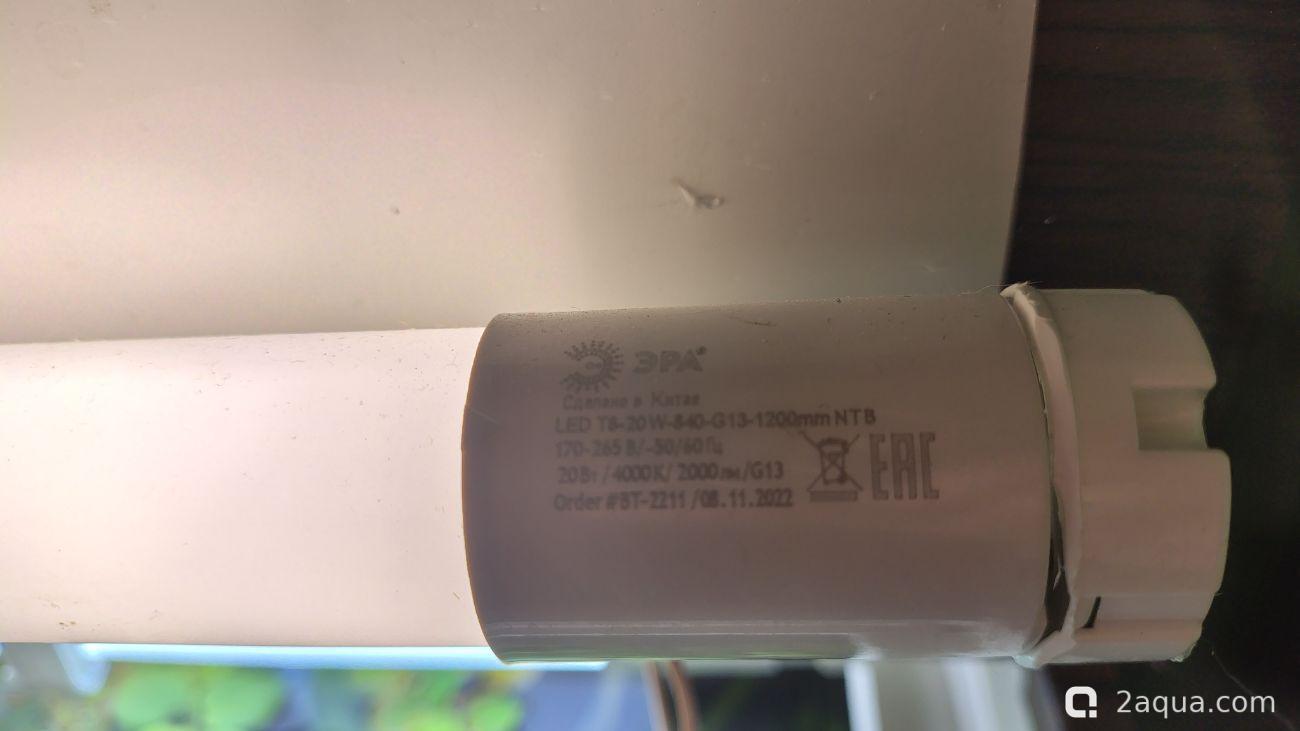 ЭРА®
Сделано в Китае
LED T8-20W-840-G13-1200mm NTB
170-265 В/~50/60 Гц
20Вт /4000К/ 2000лм/G13
Order #BT-2211 /08.11.2022
EAC
2aqua.com